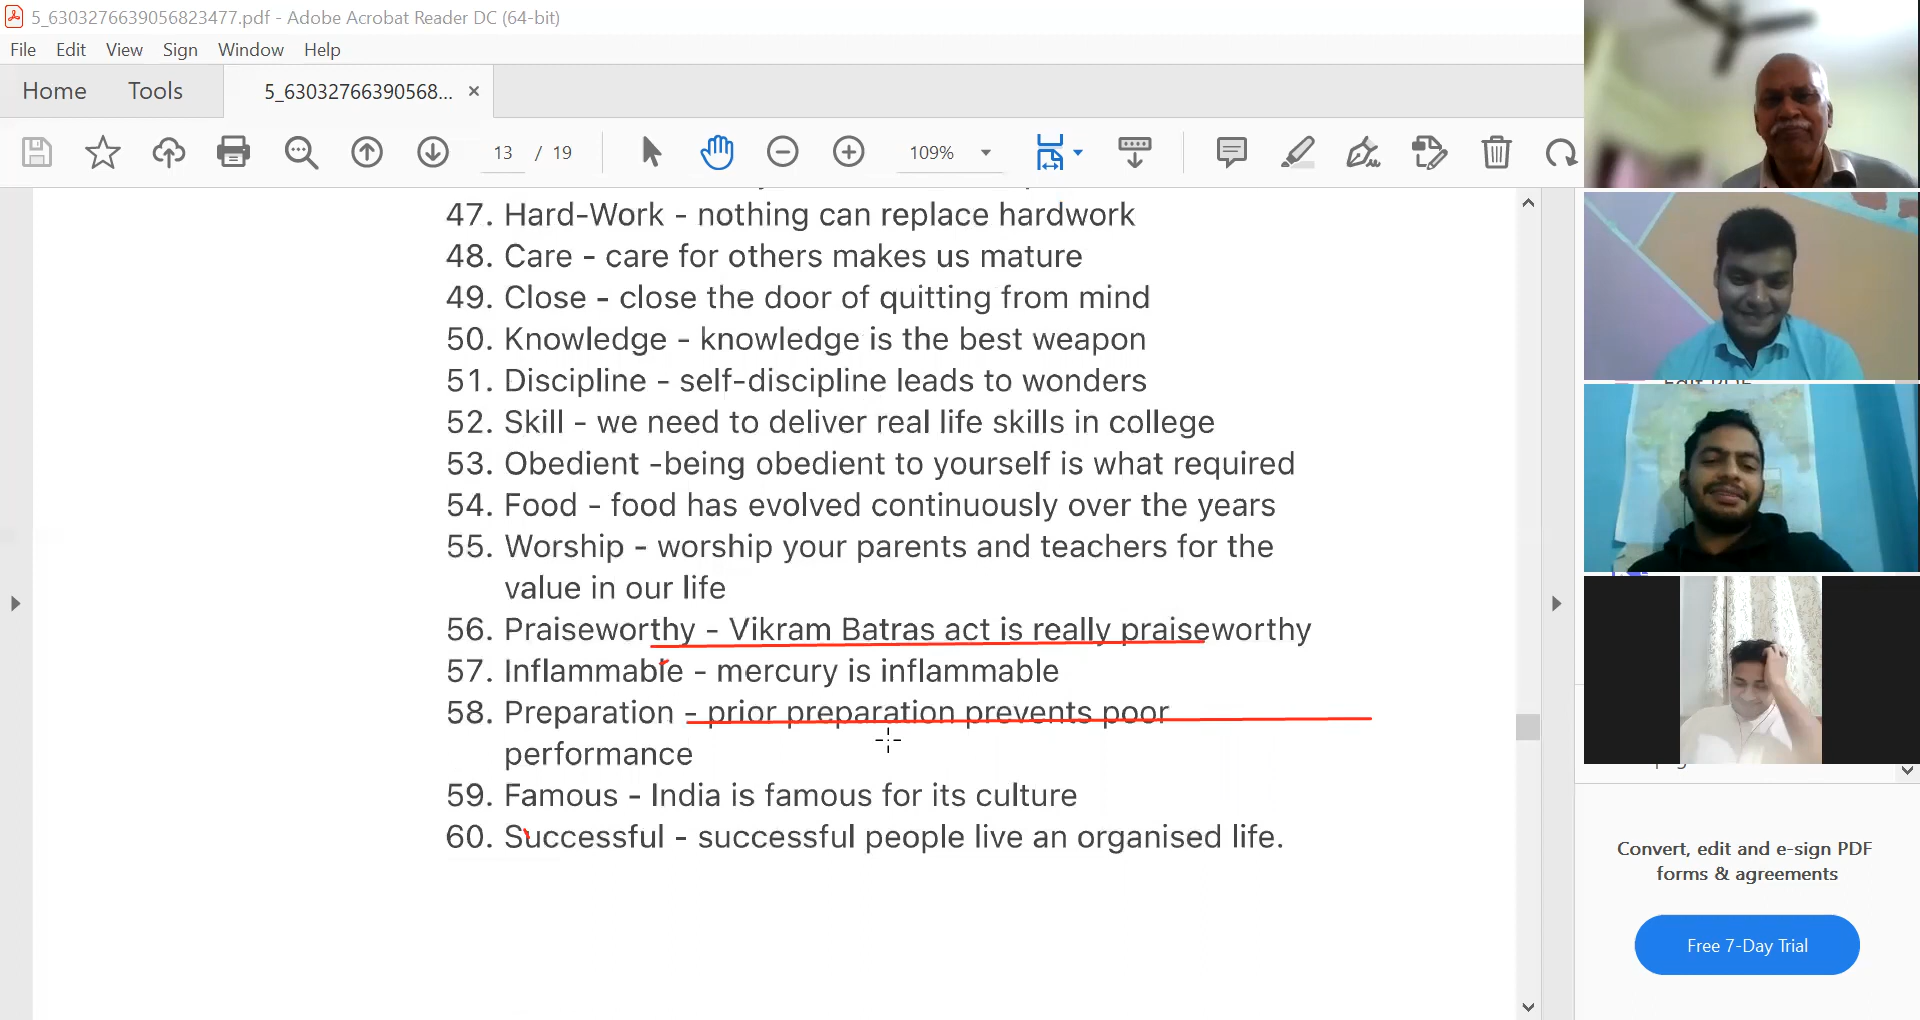 5_6303276639056823477.pdf - Adobe Acrobat Reader DC (64-bit)
File Edit View Sign Window Help
Home Tools 5_63032766390568... ×
13 / 19 109%
47. Hard-Work - nothing can replace hardwork
48. Care - care for others makes us mature
49. Close - close the door of quitting from mind
50. Knowledge - knowledge is the best weapon
51. Discipline - self-discipline leads to wonders
52. Skill - we need to deliver real life skills in college
53. Obedient -being obedient to yourself is what required
54. Food - food has evolved continuously over the years
55. Worship - worship your parents and teachers for the
value in our life
56. Praiseworthy - Vikram Batras act is really praiseworthy
57. Inflammable - mercury is inflammable
58. Preparation - prior preparation prevents poor
performance
59. Famous - India is famous for its culture
60. Successful - successful people live an organised life.
Convert, edit and e-sign PDF
forms & agreements
Free 7-Day Trial